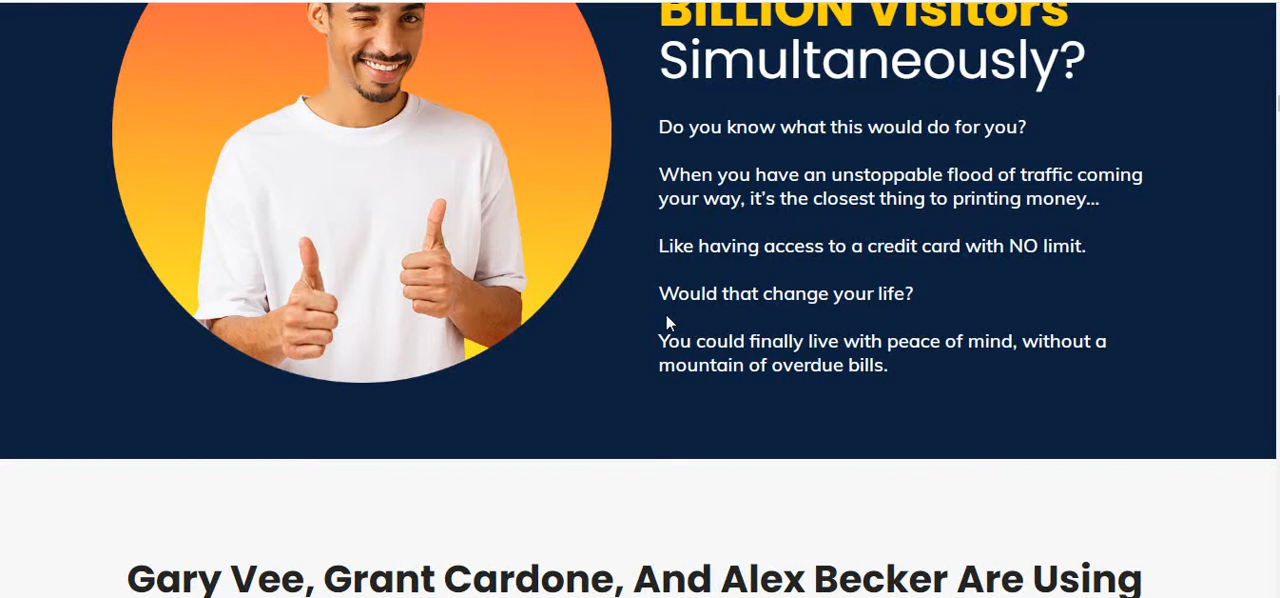 BILLION Visitors
Simultaneously?
Do you know what this would do for you?
When you have an unstoppable flood of traffic coming
your way, it's the closest thing to printing money...
Like having access to a credit card with NO limit.
Would that change your life?
You could finally live with peace of mind, without a
mountain of overdue bills.
Gary Vee, Grant Cardone, And Alex Becker Are Using